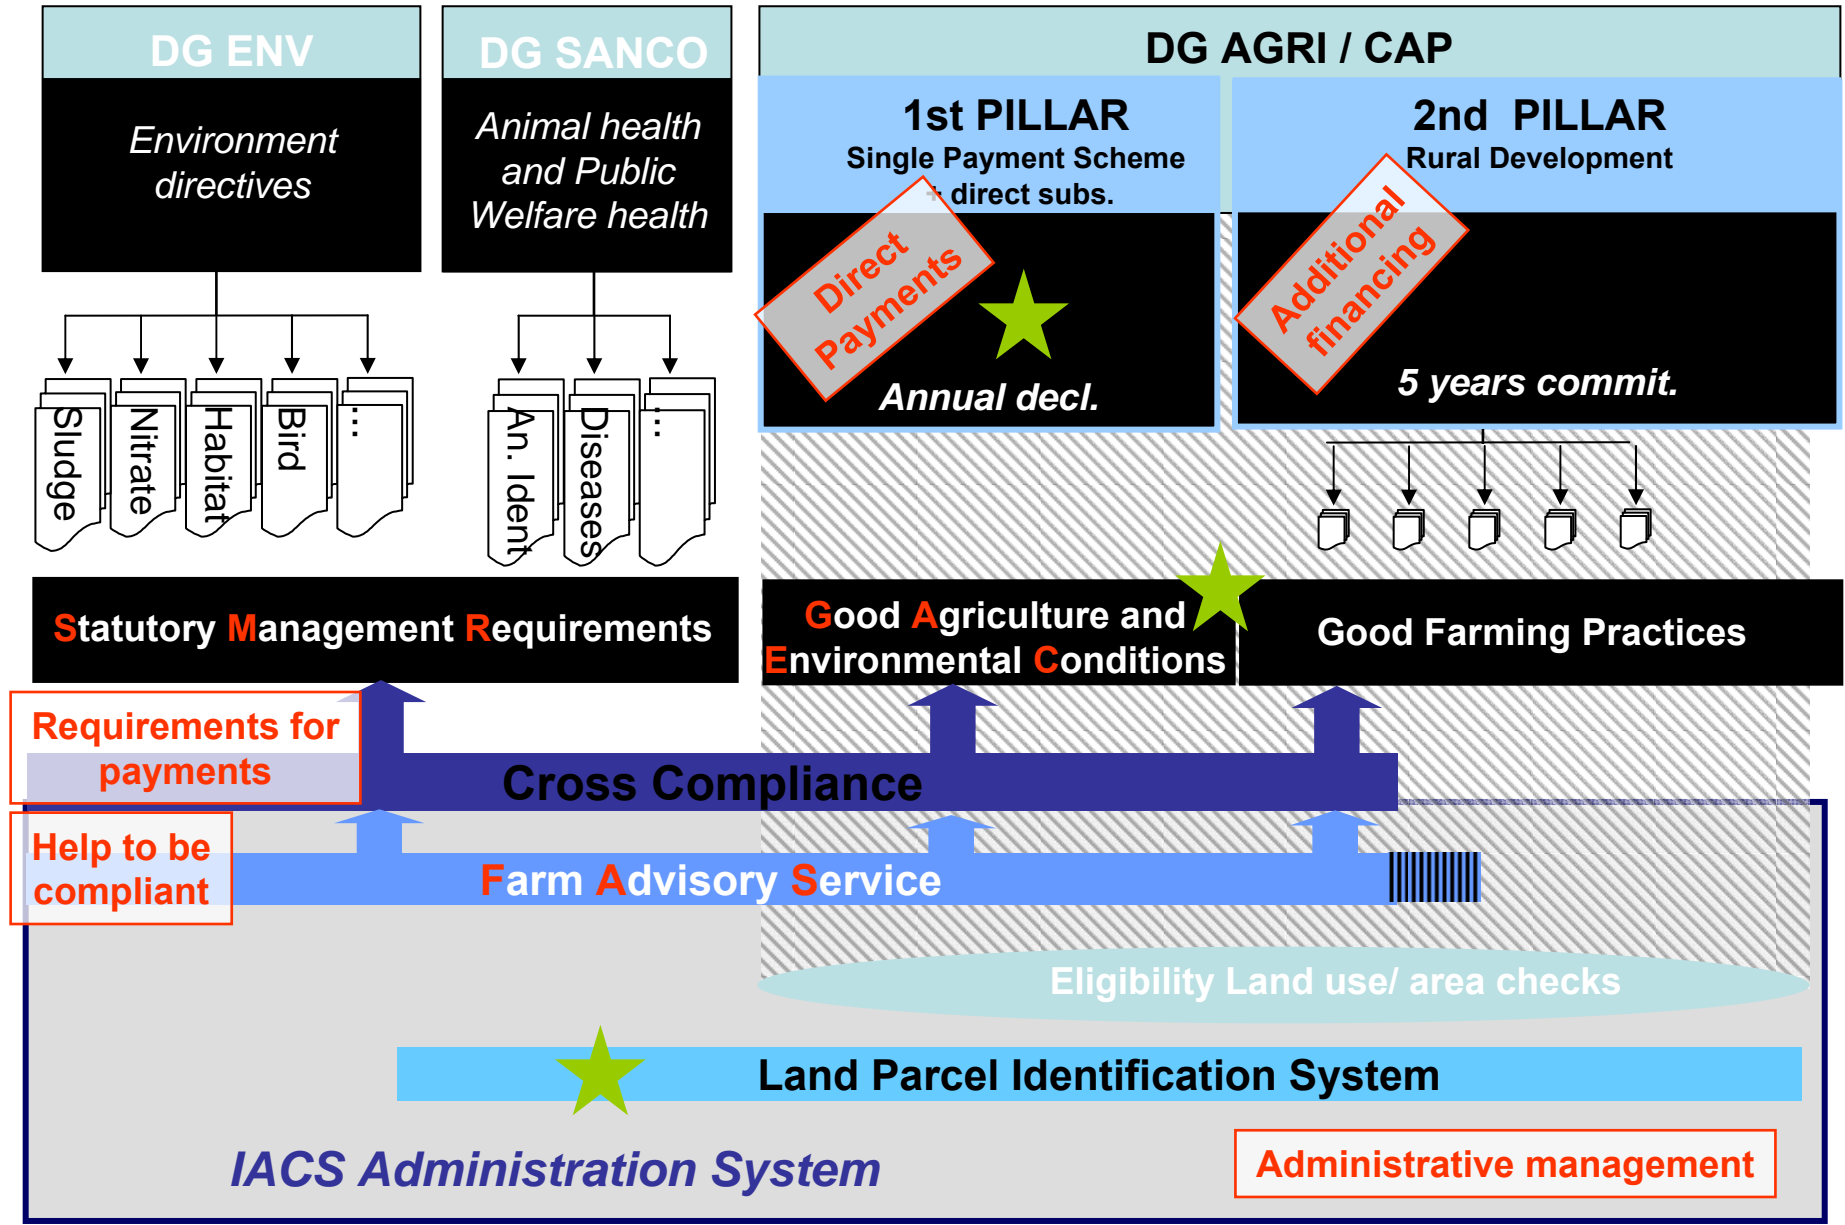 DG ENV
Environment
directives
Sludge
Nitrate
Habitat
Bird
...
DG SANCO
Animal health
and Public
Welfare health
An. Ident
Diseases
...
DG AGRI / CAP
1st PILLAR
Single Payment Scheme
+ direct subs.
Direct
Payments
Annual decl.
2nd PILLAR
Rural Development
Additional
financing
5 years commit.
Statutory Management Requirements
Good Agriculture and
Environmental Conditions
Good Farming Practices
Requirements for
payments
Cross Compliance
Help to be
compliant
Farm Advisory Service
Eligibility Land use/ area checks
Land Parcel Identification System
IACS Administration System
Administrative management